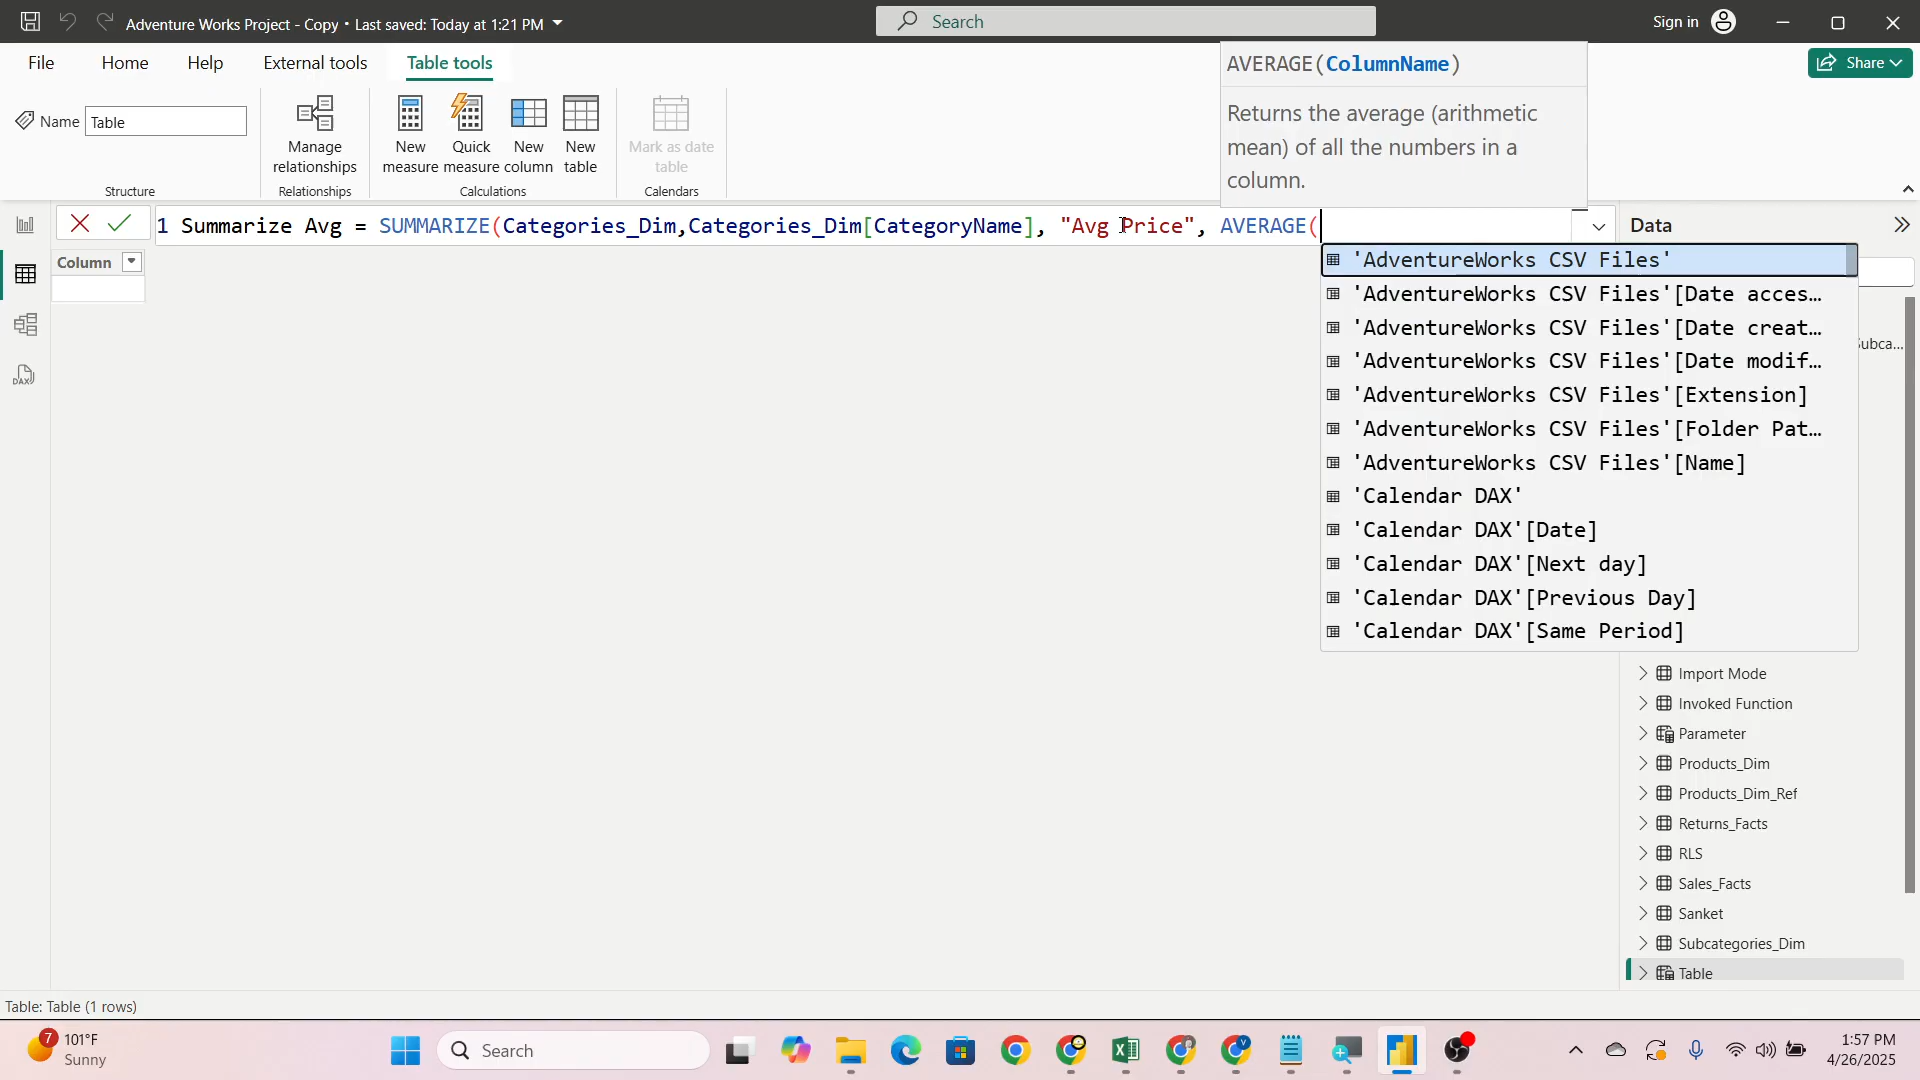 Adventure Works Project - Copy • Last saved: Today at 1:21 PM
Search
Sign in
File
Home
Help
External tools
Table tools
Share
Name
Table
Manage relationships
New measure
Quick measure
New column
New table
Mark as date table
Structure
Relationships
Calculations
Calendars
AVERAGE(ColumnName)
Returns the average (arithmetic
mean) of all the numbers in a
column.
1 Summarize Avg = SUMMARIZE(Categories_Dim,Categories_Dim[CategoryName], "Avg Price", AVERAGE(
Data
Column
'AdventureWorks CSV Files'
'AdventureWorks CSV Files'[Date acces…
'AdventureWorks CSV Files'[Date creat…
'AdventureWorks CSV Files'[Date modif…
'AdventureWorks CSV Files'[Extension]
'AdventureWorks CSV Files'[Folder Pat…
'AdventureWorks CSV Files'[Name]
'Calendar DAX'
'Calendar DAX'[Date]
'Calendar DAX'[Next day]
'Calendar DAX'[Previous Day]
'Calendar DAX'[Same Period]
DAX
Import Mode
Invoked Function
Parameter
Products_Dim
Products_Dim_Ref
Returns_Facts
RLS
Sales_Facts
Sanket
Subcategories_Dim
Table
Table: Table (1 rows)
7
101°F
Sunny
Search
1:57 PM
4/26/2025